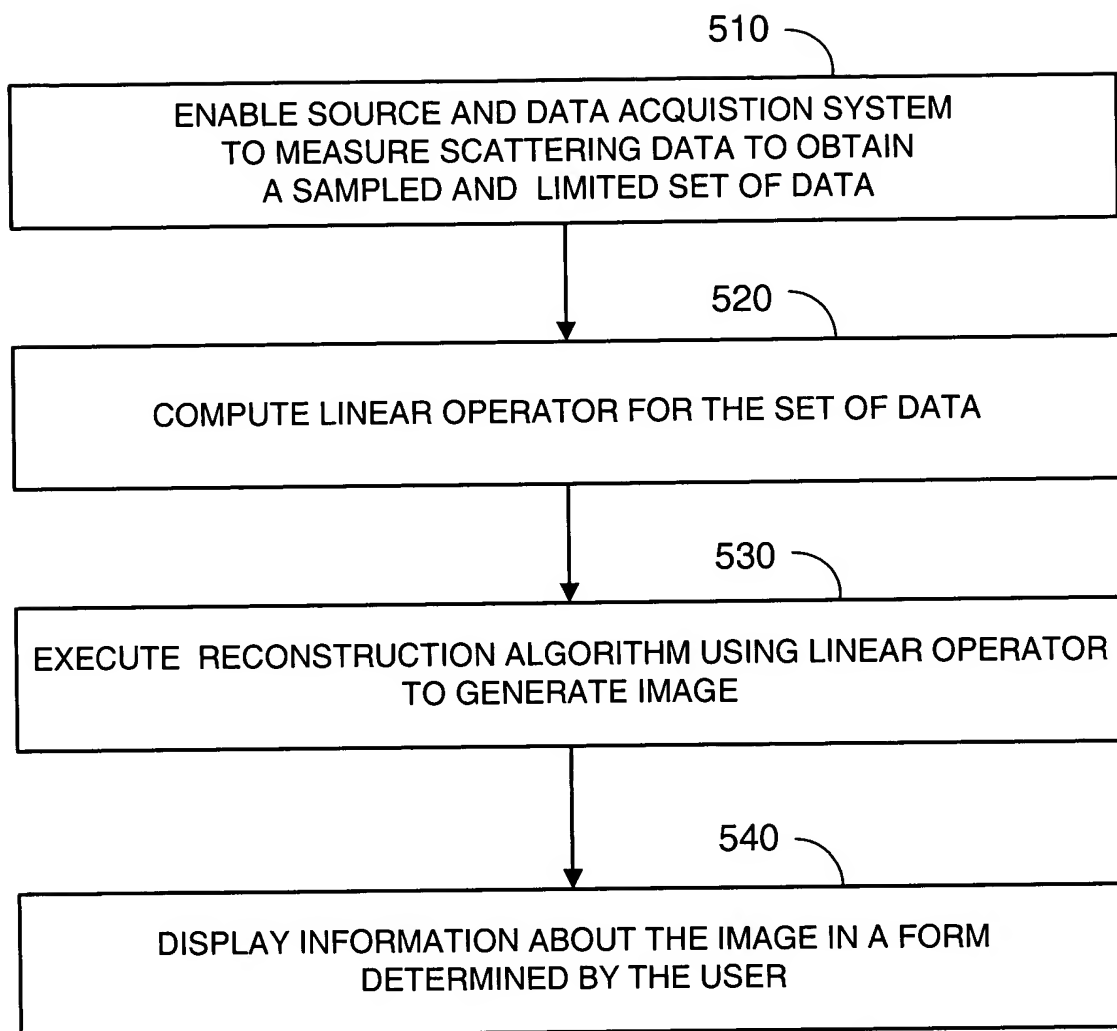 510
ENABLE SOURCE AND DATA ACQUISTION SYSTEM
TO MEASURE SCATTERING DATA TO OBTAIN
A SAMPLED AND LIMITED SET OF DATA
520
COMPUTE LINEAR OPERATOR FOR THE SET OF DATA
530
EXECUTE RECONSTRUCTION ALGORITHM USING LINEAR OPERATOR
TO GENERATE IMAGE
540
DISPLAY INFORMATION ABOUT THE IMAGE IN A FORM
DETERMINED BY THE USER